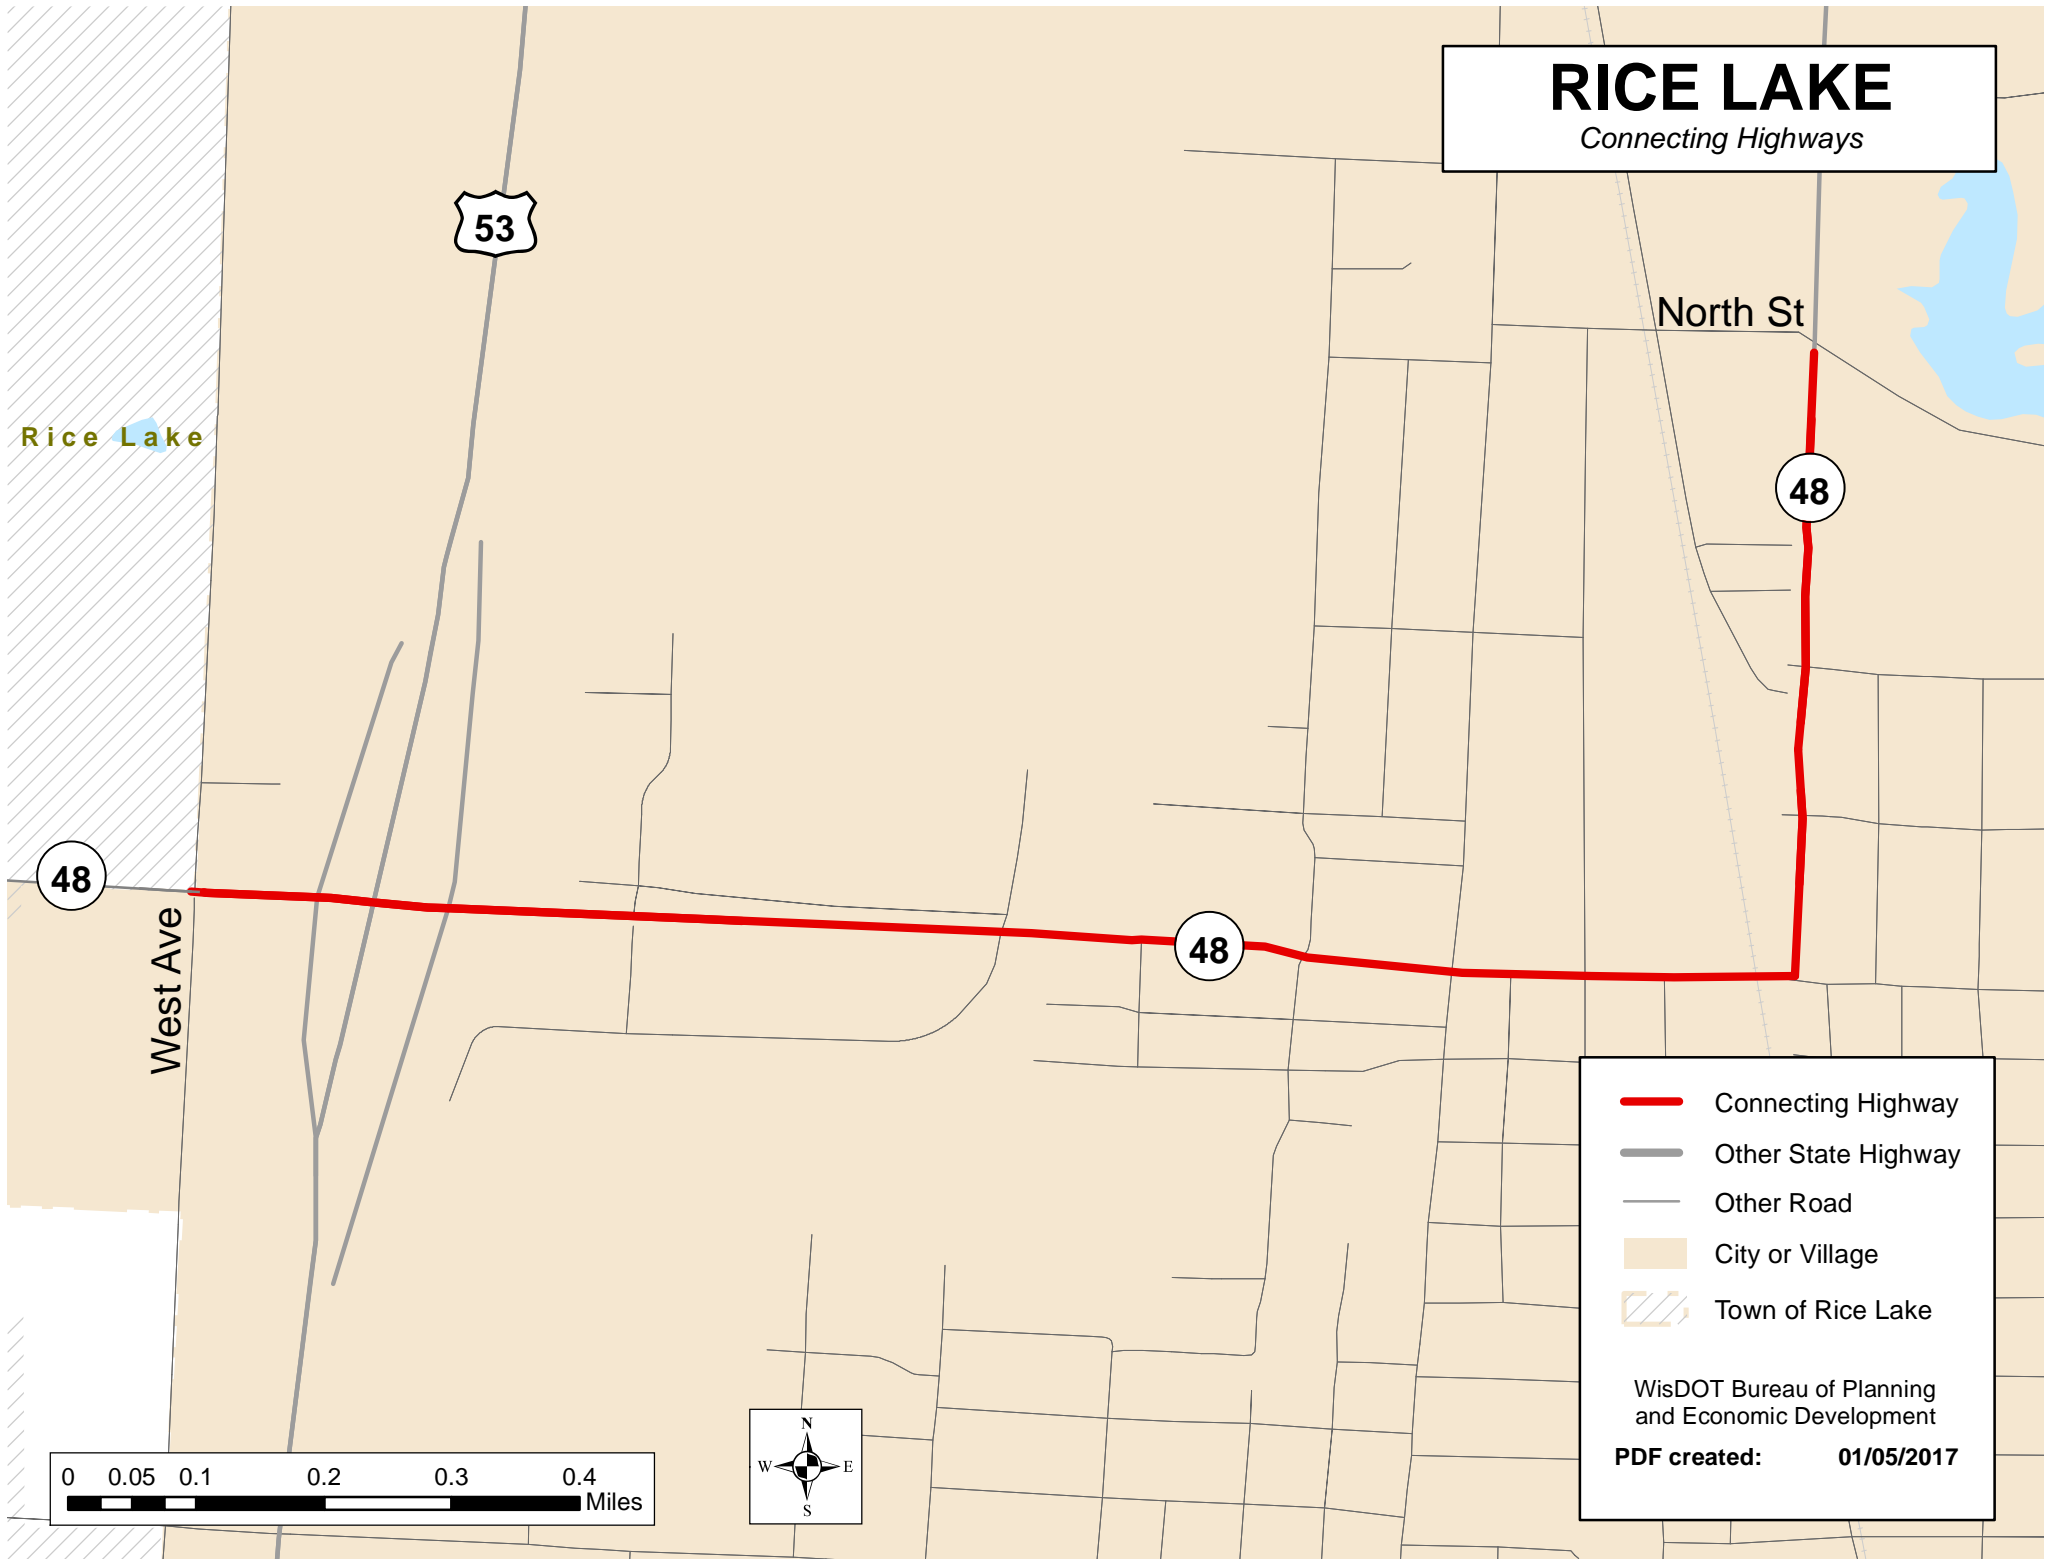 RICE LAKE
Connecting Highways
53
North St
Rice Lake
48
48
West Ave
48
Connecting Highway
Other State Highway
Other Road
City or Village
Town of Rice Lake
WisDOT Bureau of Planning
and Economic Development
PDF created: 01/05/2017
N
W E
S
0 0.05 0.1 0.2 0.3 0.4
Miles